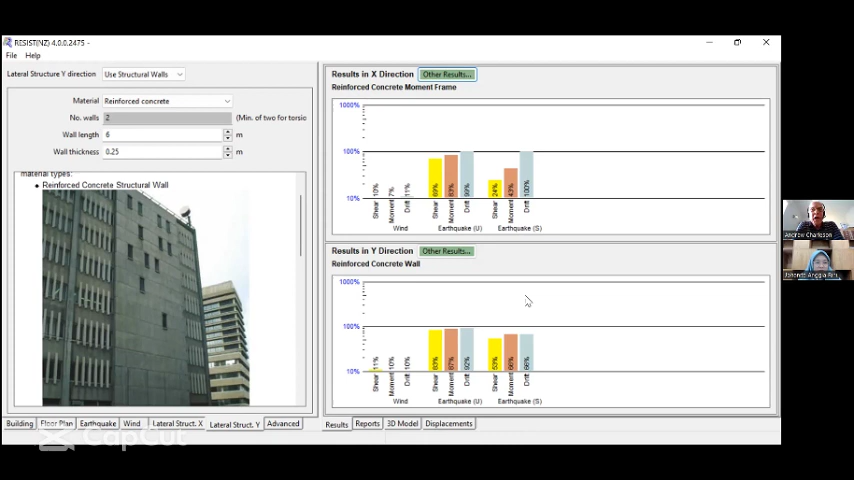 RESIST(NZ) 4.0.0.2475 -
File Help
Lateral Structure Y direction Use Structural Walls
Material Reinforced concrete
No. walls 2 (Min. of two for torsio
Wall length 6 m
Wall thickness 0.25 m
material types:
• Reinforced Concrete Structural Wall
Building Floor Plan Earthquake Wind Lateral Struct. X Lateral Struct. Y Advanced
CapCut
Results in X Direction Other Results...
Reinforced Concrete Moment Frame
1000%
100%
10%
10% 7% 11% 69% 83% 99% 24% 43% 100%
Shear Moment Drift Shear Moment Drift Shear Moment Drift
Wind Earthquake (U) Earthquake (S)
Results in Y Direction Other Results...
Reinforced Concrete Wall
1000%
100%
10%
11% 10% 10% 83% 87% 92% 53% 66% 66%
Shear Moment Drift Shear Moment Drift Shear Moment Drift
Wind Earthquake (U) Earthquake (S)
Results Reports 3D Model Displacements
Andrew Charleson